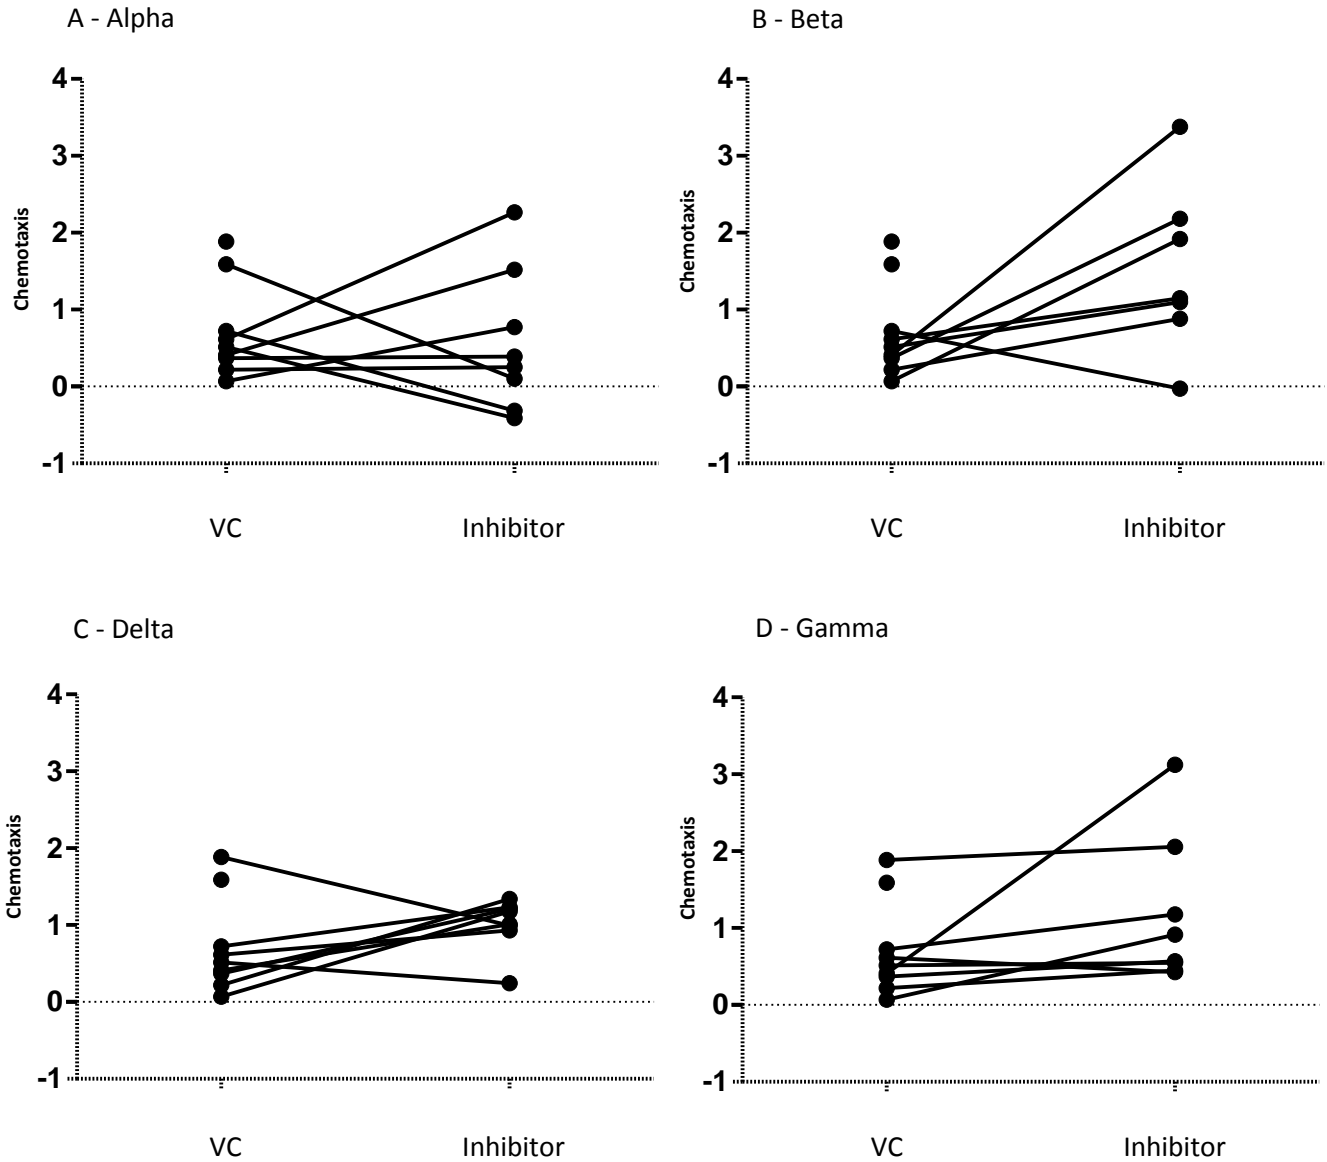 A - Alpha
4
3
2
1
0
-1
Chemotaxis
VC Inhibitor
B - Beta
4
3
2
1
0
-1
Chemotaxis
VC Inhibitor
C - Delta
4
3
2
1
0
-1
Chemotaxis
VC Inhibitor
D - Gamma
4
3
2
1
0
-1
Chemotaxis
VC Inhibitor